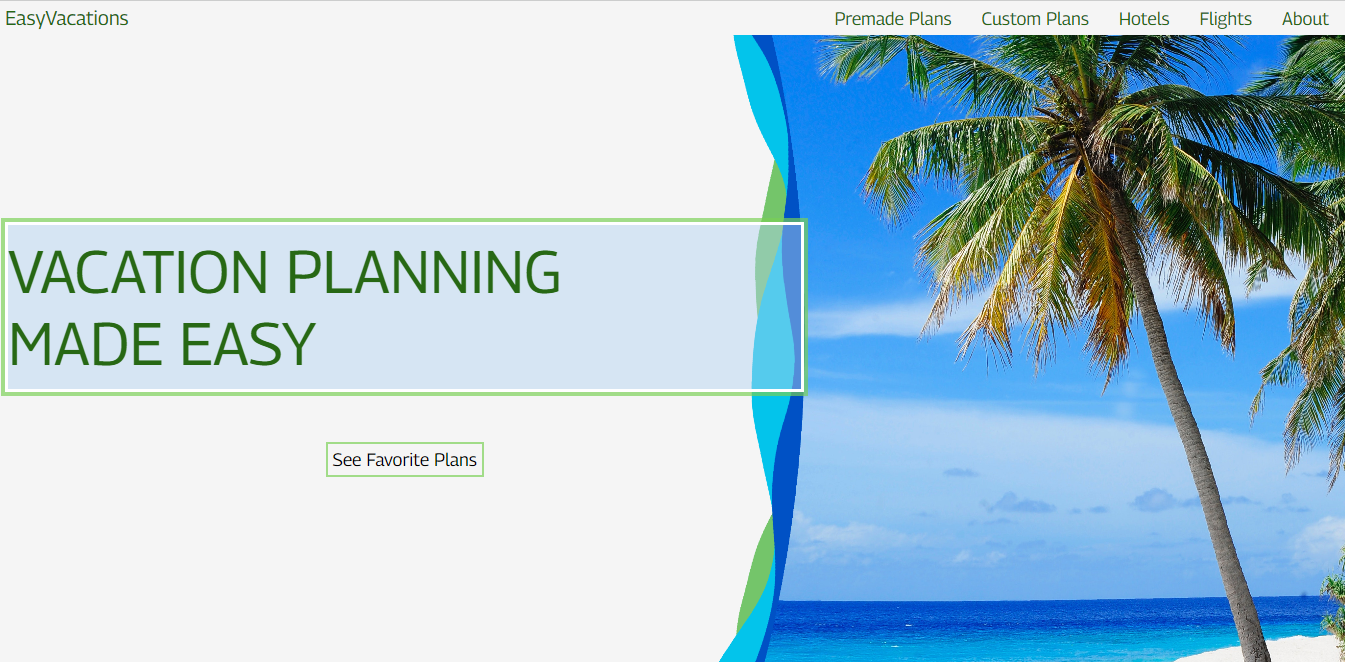 EasyVacations
Premade Plans Custom Plans Hotels Flights About
VACATION PLANNING
MADE EASY
See Favorite Plans